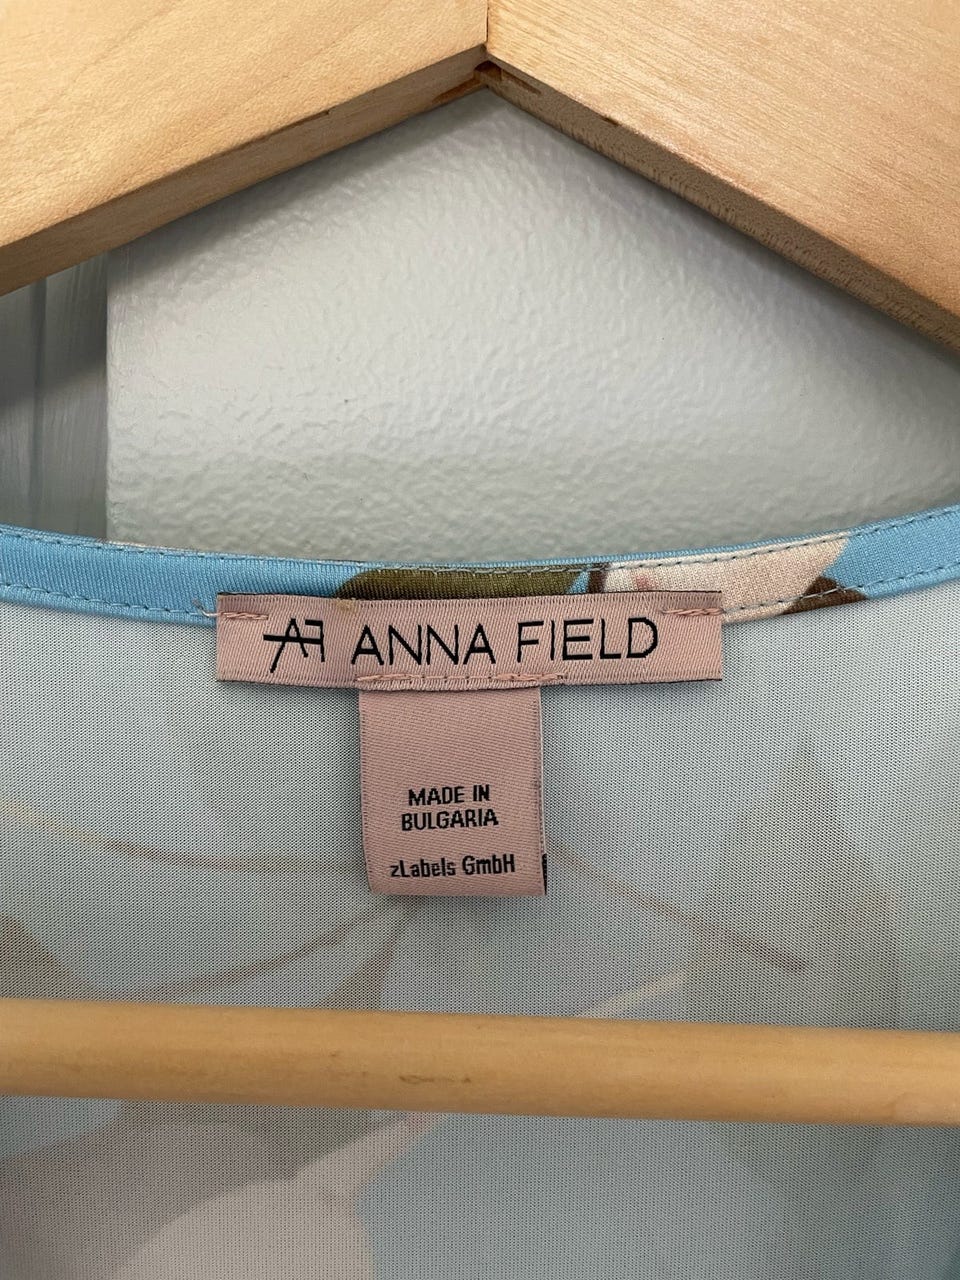 AF ANNA FIELD
MADE IN
BULGARIA
zLabels GmbH